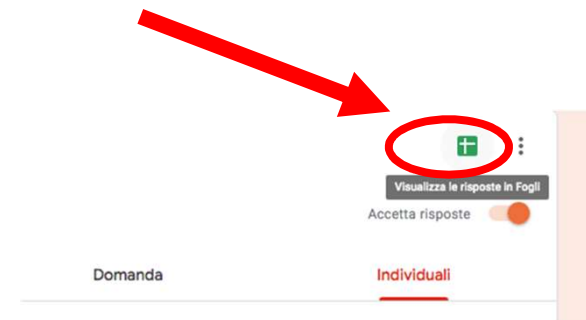 Visualizza le risposte in Fogli
Accetta risposte
Domanda Individuali